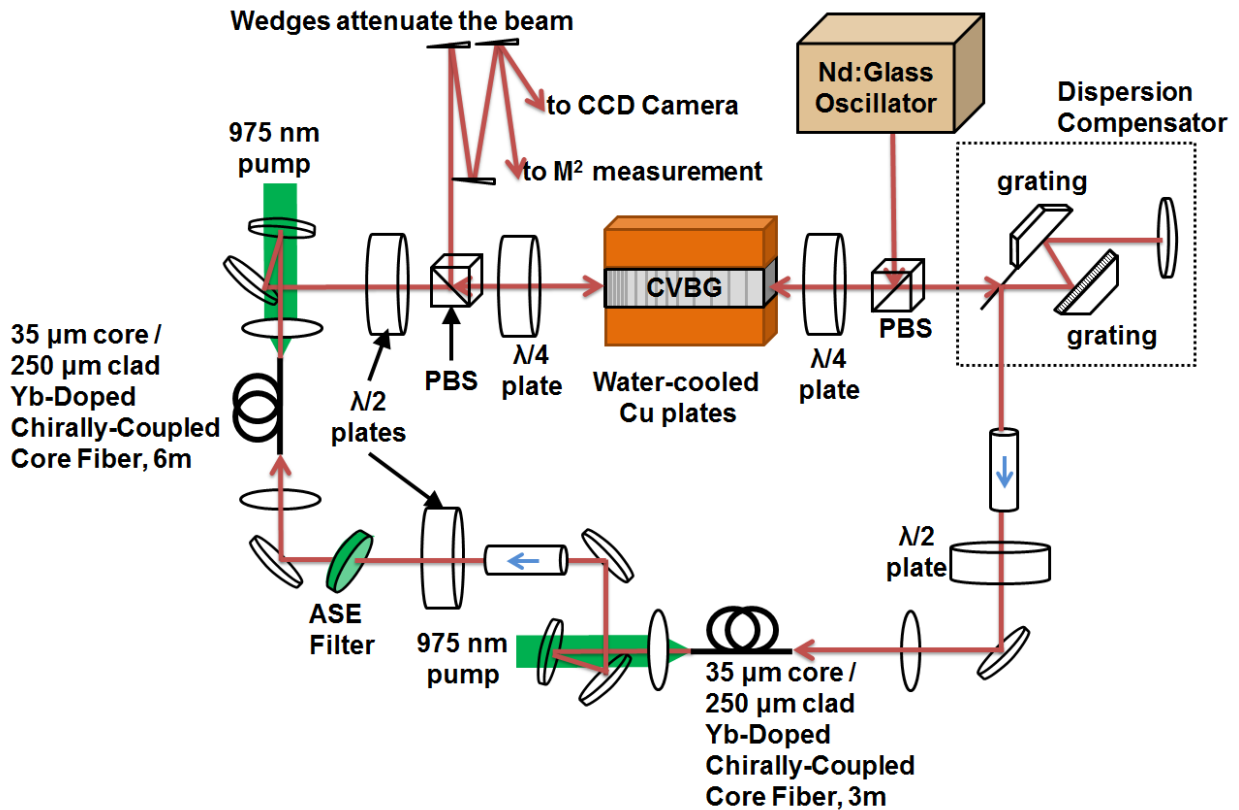 Wedges attenuate the beam
Nd:Glass
Oscillator
Dispersion
Compensator
to CCD Camera
975 nm
pump
to M² measurement
grating
CVBG
35 µm core /
250 µm clad
Yb-Doped
Chirally-Coupled
Core Fiber, 6m
PBS
λ/4
plate
Water-cooled
Cu plates
λ/4
plate
PBS
grating
λ/2
plates
λ/2
plate
ASE
Filter
975 nm
pump
35 µm core /
250 µm clad
Yb-Doped
Chirally-Coupled
Core Fiber, 3m